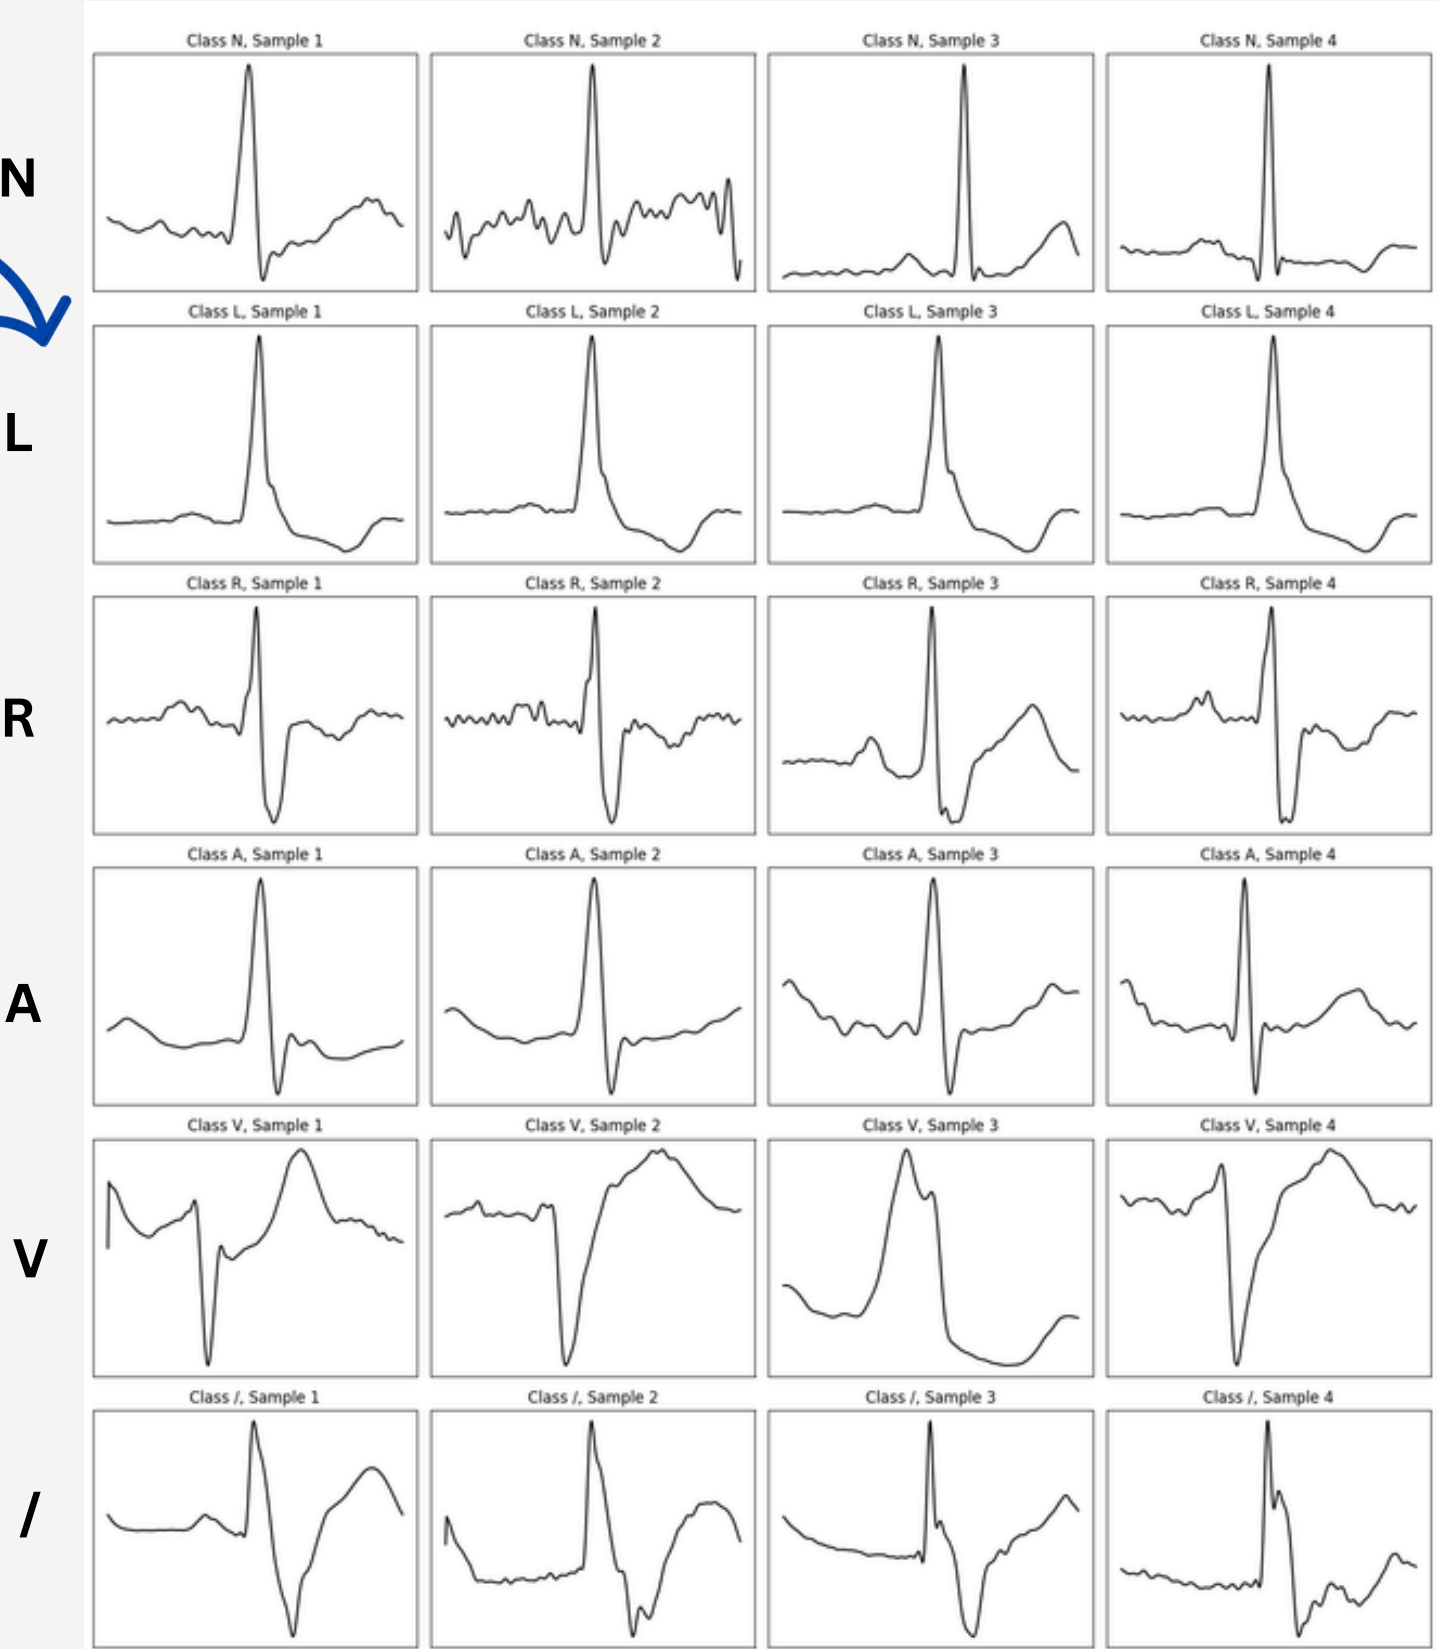 Class N, Sample 1
Class N, Sample 2
Class N, Sample 3
Class N, Sample 4
N
Class L, Sample 1
Class L, Sample 2
Class L, Sample 3
Class L, Sample 4
L
Class R, Sample 1
Class R, Sample 2
Class R, Sample 3
Class R, Sample 4
R
Class A, Sample 1
Class A, Sample 2
Class A, Sample 3
Class A, Sample 4
A
Class V, Sample 1
Class V, Sample 2
Class V, Sample 3
Class V, Sample 4
V
Class /, Sample 1
Class /, Sample 2
Class /, Sample 3
Class /, Sample 4
/